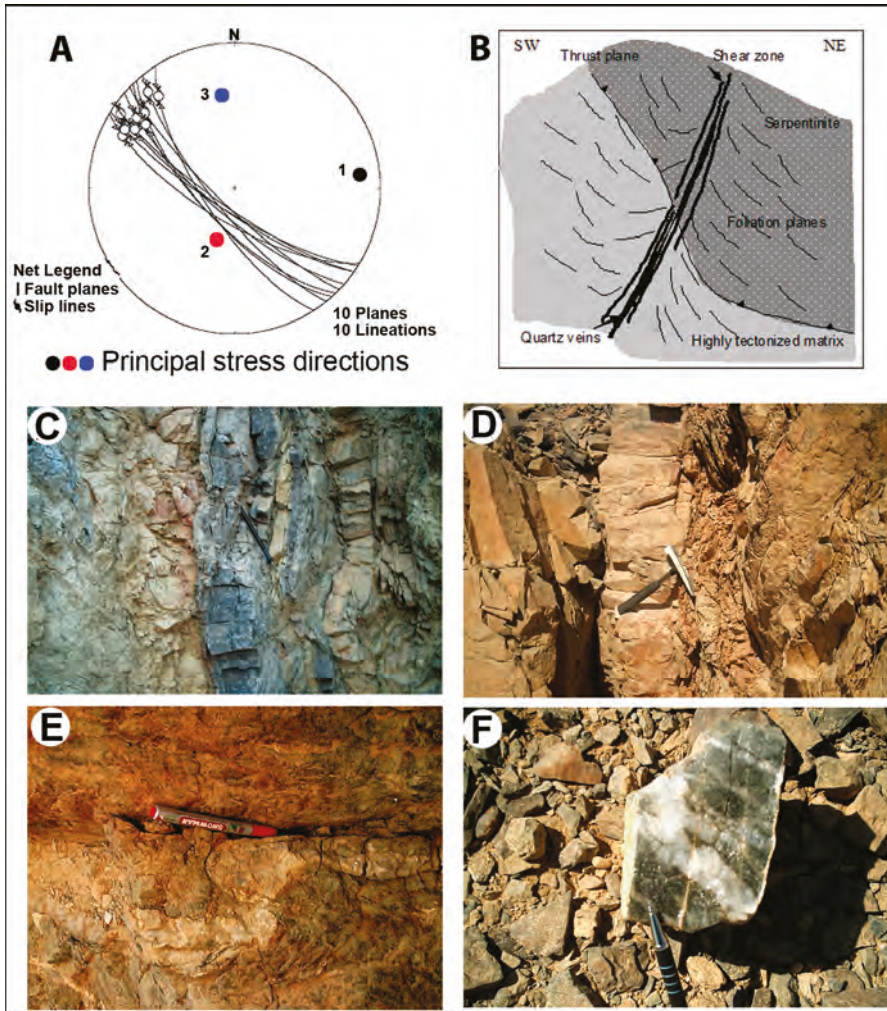 A
N
3
1
2
Net Legend
Fault planes
Slip lines
10 Planes
10 Lineations
Principal stress directions
B
SW
NE
Thrust plane
Shear zone
Serpentinite
Foliation planes
Quartz veins
Highly tectonized matrix
C
D
E
SNOWMAN
F